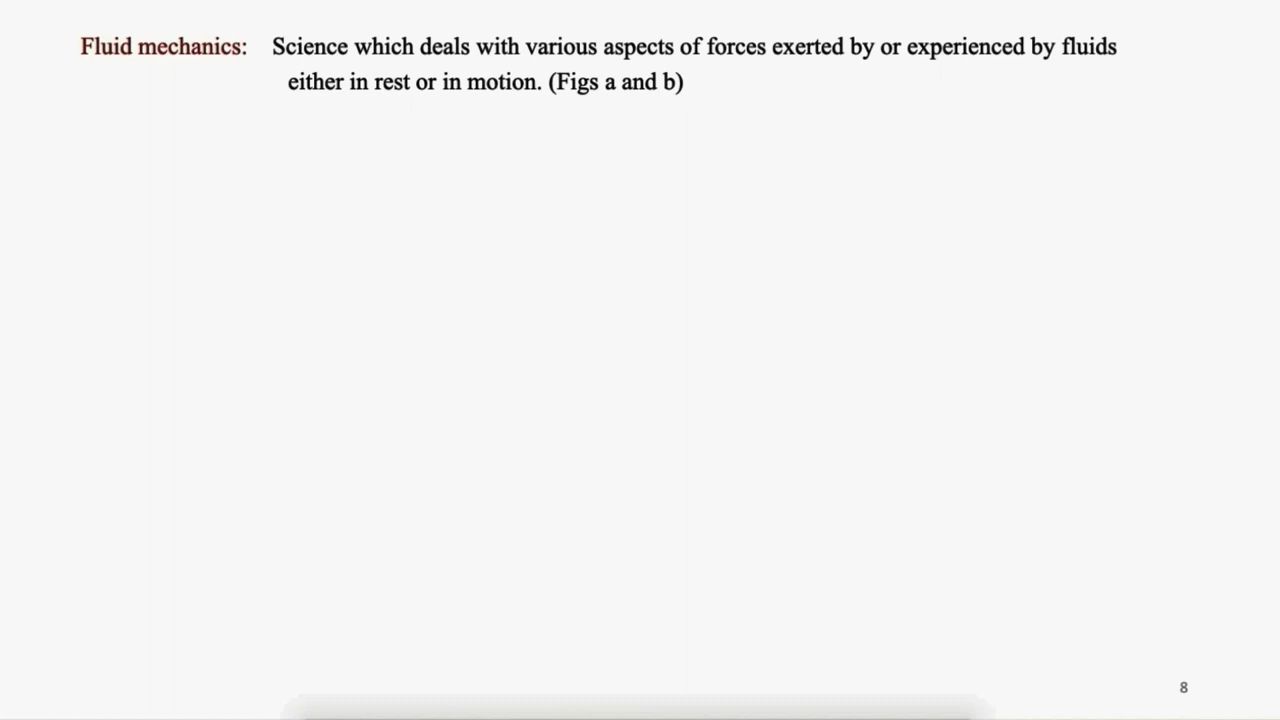 Fluid mechanics: Science which deals with various aspects of forces exerted by or experienced by fluids
either in rest or in motion. (Figs a and b)
8